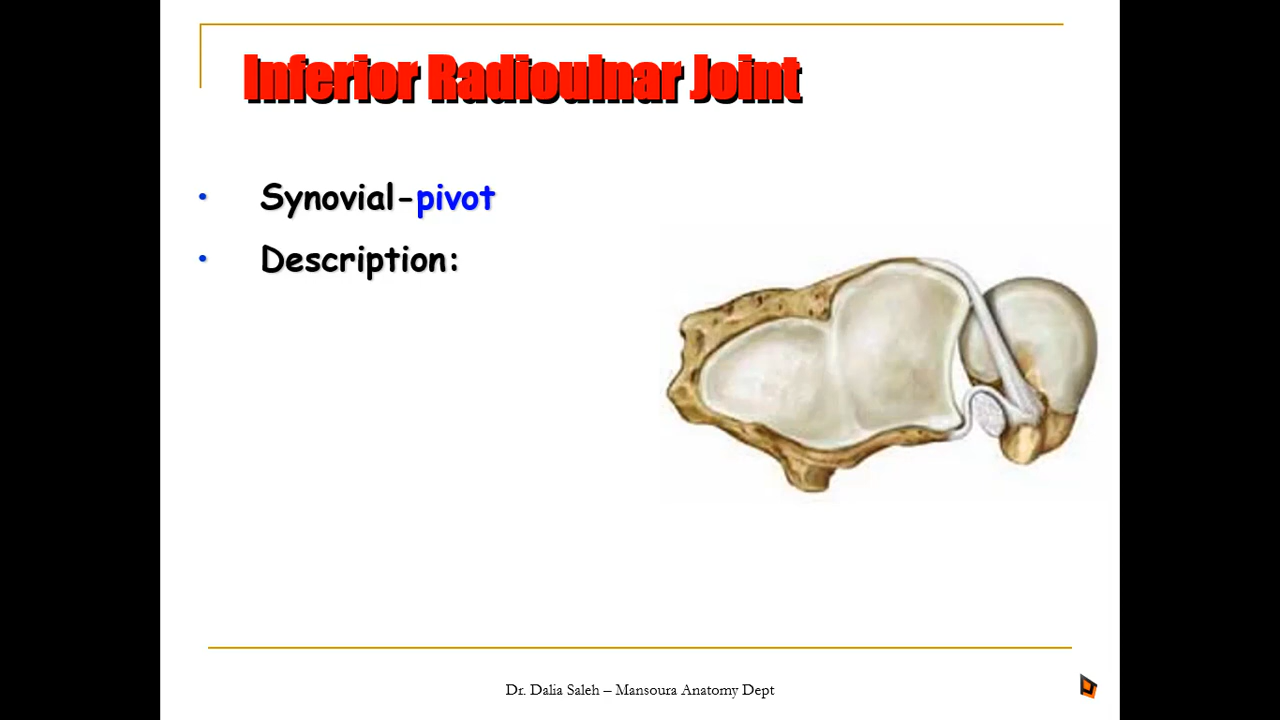 Inferior Radioulnar Joint
• Synovial-pivot
• Description:
Dr. Dalia Saleh – Mansoura Anatomy Dept